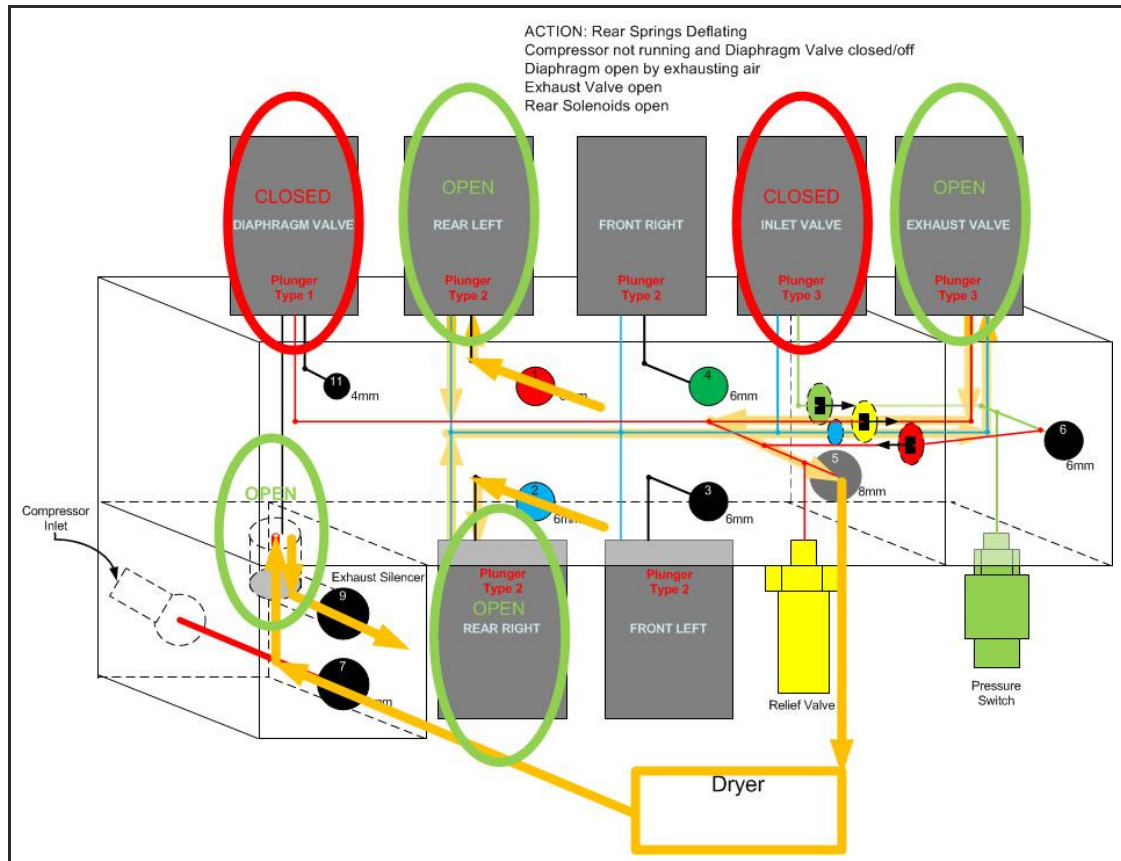 ACTION: Rear Springs Deflating
Compressor not running and Diaphragm Valve closed/off
Diaphragm open by exhausting air
Exhaust Valve open
Rear Solenoids open
CLOSED
DIAPHRAGM VALVE
Plunger
Type 1
OPEN
REAR LEFT
Plunger
Type 2
FRONT RIGHT
Plunger
Type 2
CLOSED
INLET VALVE
Plunger
Type 3
OPEN
EXHAUST VALVE
Plunger
Type 3
11
4mm
1
4
6mm
6
6mm
5
8mm
OPEN
2
6mm
3
6mm
Compressor
Inlet
Exhaust Silencer
9
7
Plunger
Type 2
OPEN
REAR RIGHT
Plunger
Type 2
FRONT LEFT
Relief Valve
Pressure
Switch
Dryer